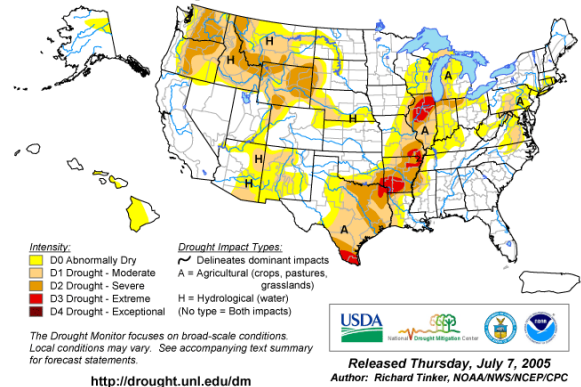 H
H
A
H
A
H
A
H
H
A
Intensity:
D0 Abnormally Dry
D1 Drought - Moderate
D2 Drought - Severe
D3 Drought - Extreme
D4 Drought - Exceptional
Drought Impact Types:
Delineates dominant impacts
A = Agricultural (crops, pastures,
grasslands)
H = Hydrological (water)
(No type = Both impacts)
The Drought Monitor focuses on broad-scale conditions.
Local conditions may vary. See accompanying text summary
for forecast statements.
http://drought.unl.edu/dm
USDA
National Drought Mitigation Center
Released Thursday, July 7, 2005
Author: Richard Tinker, NOAA/NWS/NCEP/CPC